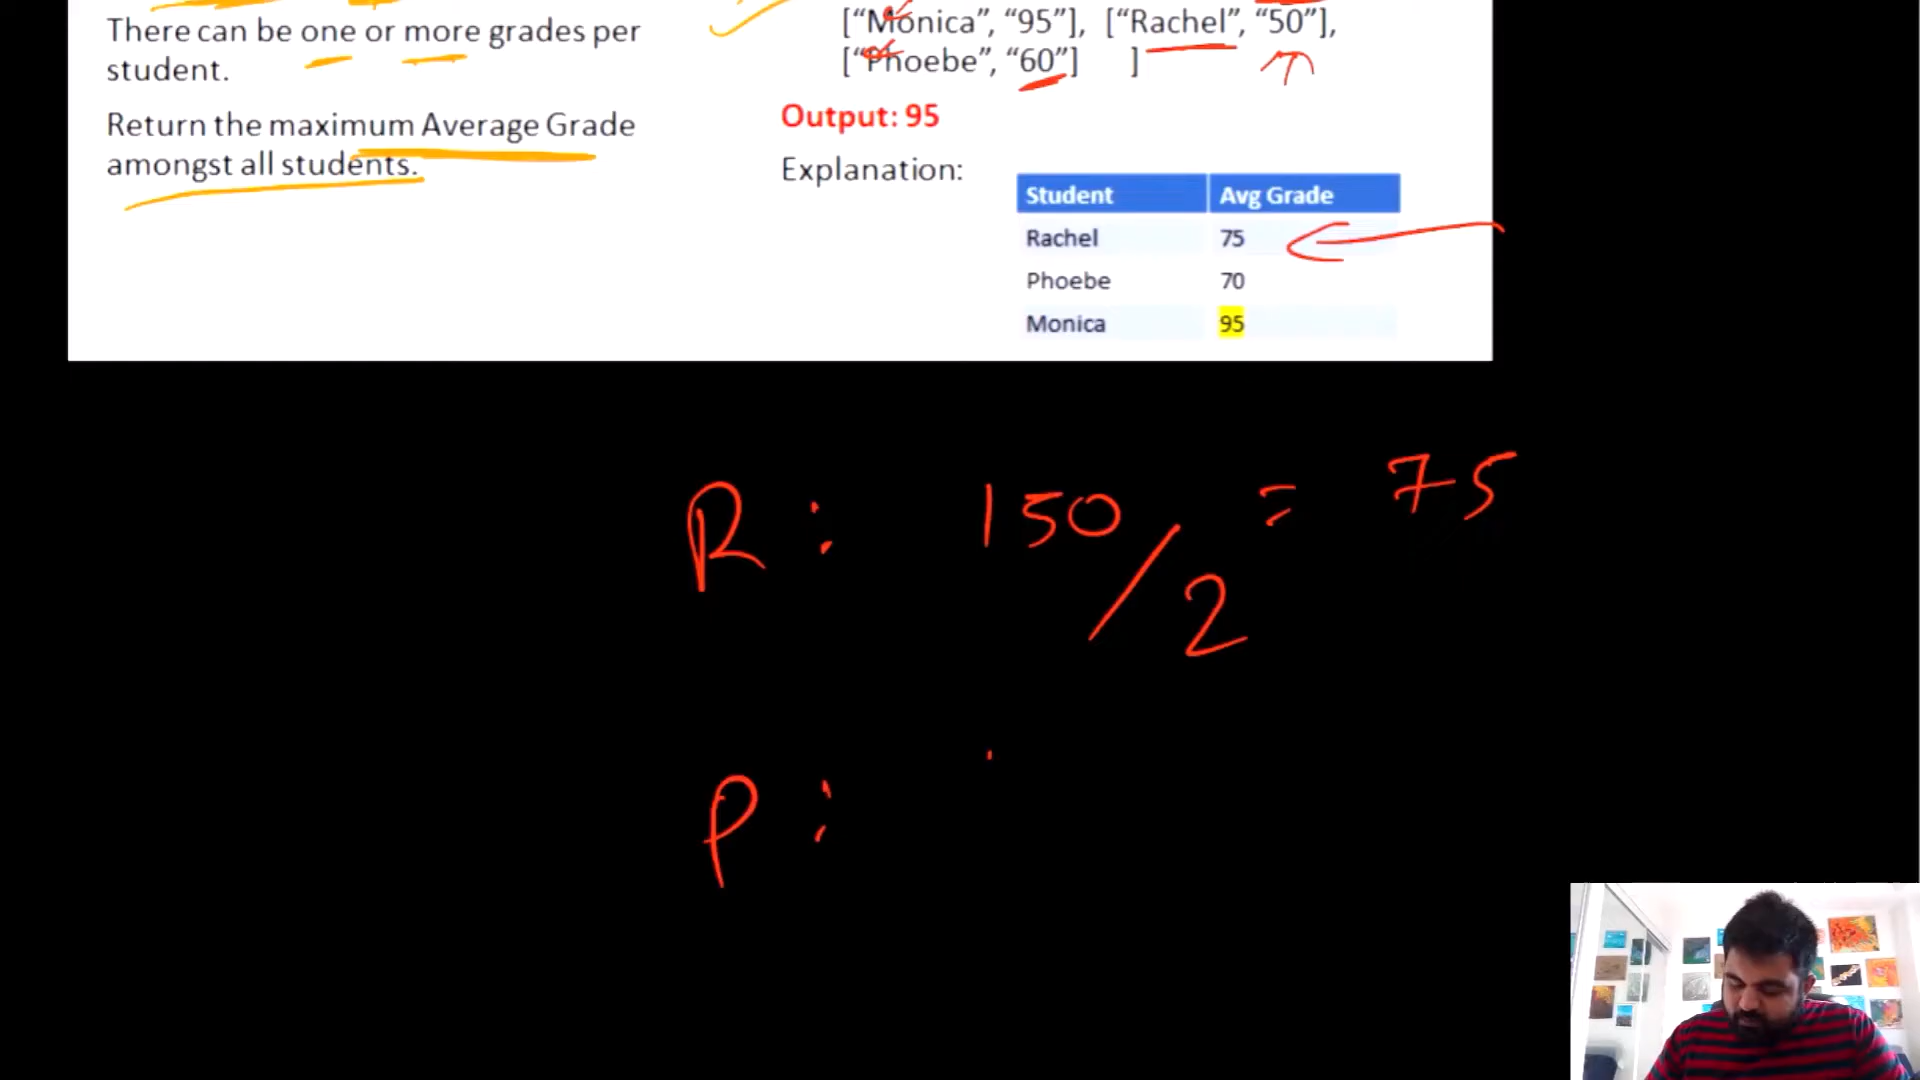 There can be one or more grades per
student.
Return the maximum Average Grade
amongst all students.
["Monica", "95"], ["Rachel", "50"],
["Phoebe", "60"] ]
Output: 95
Explanation:
Student Avg Grade
Rachel 75
Phoebe 70
Monica 95
R : 150/2 = 75
P :